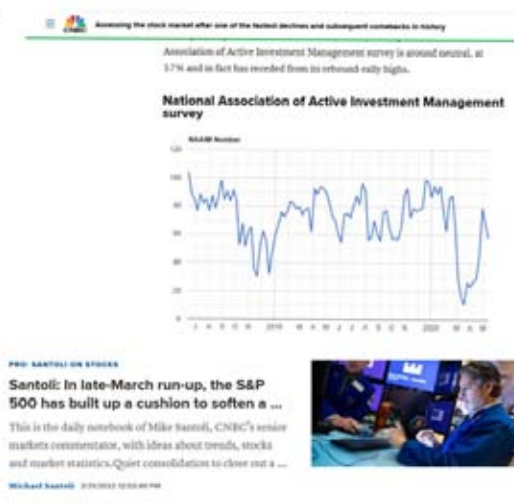 CNBC
Assessing the stock market after one of the fastest declines and subsequent comebacks in history
Association of Active Investment Management survey is around neutral, at
57% and in fact has receded from its rebound-rally highs.
National Association of Active Investment Management
survey
NAAIM Number
120
100
80
60
40
20
0
J A S O N 2019 M A M J J A S O N 2020 M A M
PRO: SANTOLI ON STOCKS
Santoli: In late-March run-up, the S&P
500 has built up a cushion to soften a ...
This is the daily notebook of Mike Santoli, CNBC's senior
markets commentator, with ideas about trends, stocks
and market statistics. Quiet consolidation to close out a ...
Michael Santoli